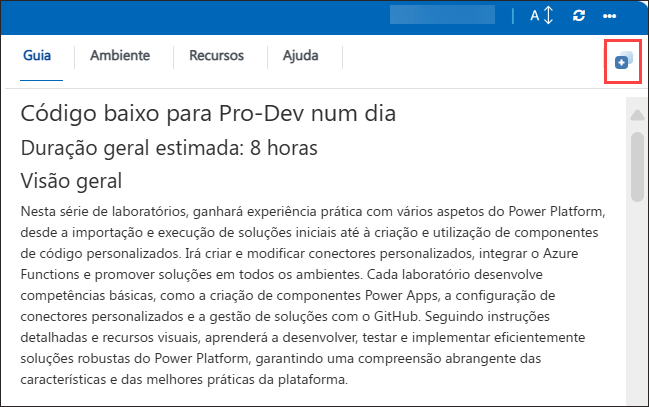 A
Guia Ambiente Recursos Ajuda
Código baixo para Pro-Dev num dia
Duração geral estimada: 8 horas
Visão geral
Nesta série de laboratórios, ganhará experiência prática com vários aspetos do Power Platform,
desde a importação e execução de soluções iniciais até à criação e utilização de componentes
de código personalizados. Irá criar e modificar conectores personalizados, integrar o Azure
Functions e promover soluções em todos os ambientes. Cada laboratório desenvolve
competências básicas, como a criação de componentes Power Apps, a configuração de
conectores personalizados e a gestão de soluções com o GitHub. Seguindo instruções
detalhadas e recursos visuais, aprenderá a desenvolver, testar e implementar eficientemente
soluções robustas do Power Platform, garantindo uma compreensão abrangente das
características e das melhores práticas da plataforma.